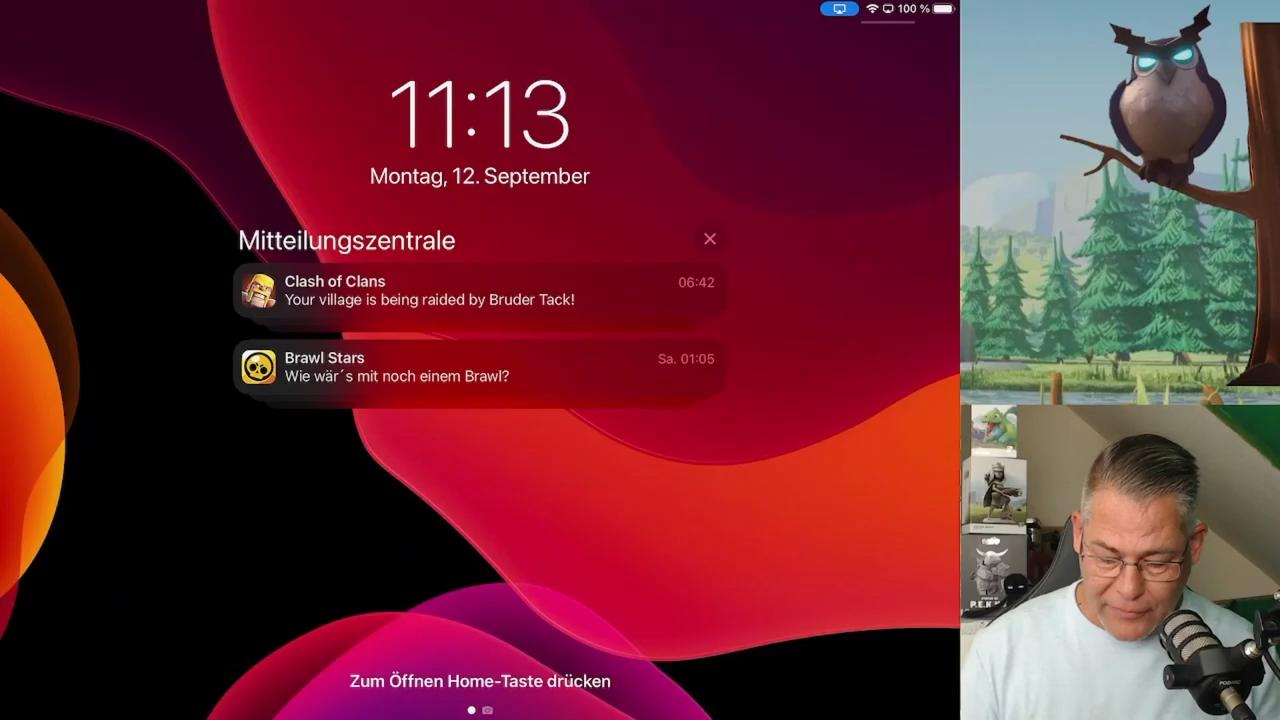 100 %
11:13
Montag, 12. September
Mitteilungszentrale
Clash of Clans
06:42
Your village is being raided by Bruder Tack!
Brawl Stars
Sa. 01:05
Wie wär´s mit noch einem Brawl?
Zum Öffnen Home-Taste drücken